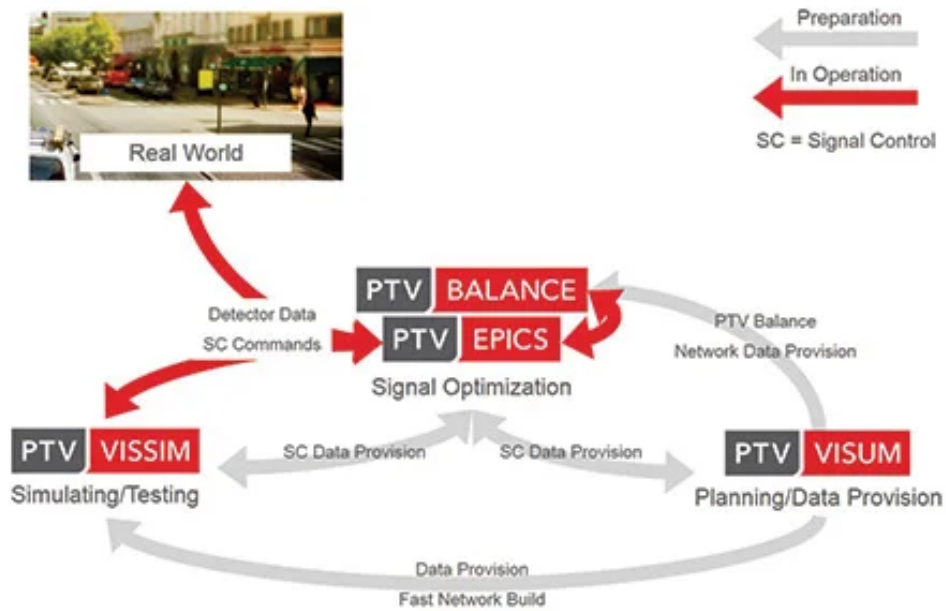 Preparation
In Operation
SC = Signal Control
Real World
PTV BALANCE
Detector Data
SC Commands
PTV EPICS
Signal Optimization
PTV Balance
Network Data Provision
PTV VISSIM
Simulating/Testing
SC Data Provision
SC Data Provision
PTV VISUM
Planning/Data Provision
Data Provision
Fast Network Build